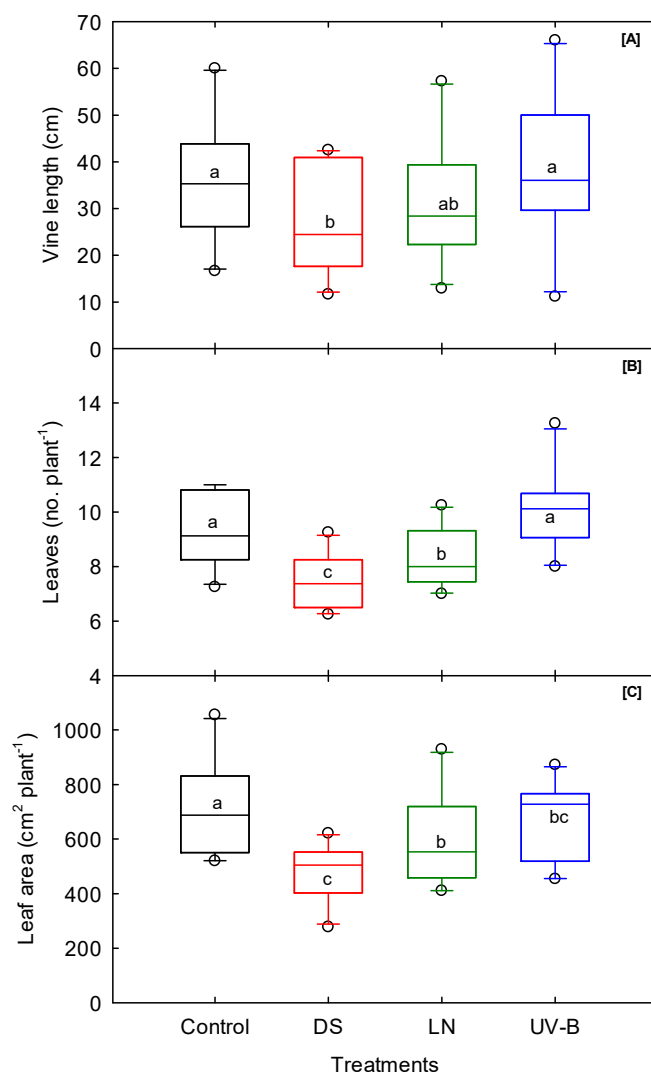 [A]
Vine length (cm)
70
60
50
40
30
20
10
0
a
b
ab
a
[B]
Leaves (no. plant-1)
14
12
10
8
6
4
a
c
b
a
[C]
Leaf area (cm2 plant-1)
1000
800
600
400
200
0
a
c
b
bc
Control DS LN UV-B
Treatments